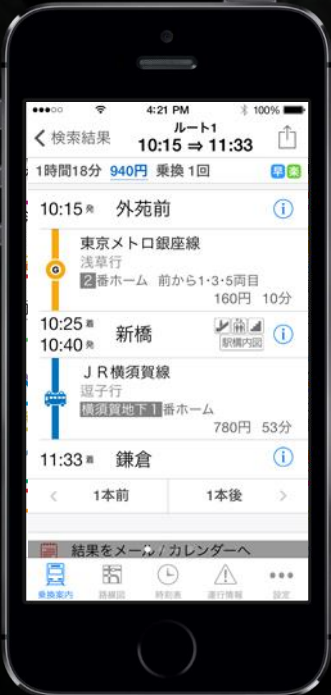 4:21 PM 100%
検索結果 ルート1
10:15 ⇒ 11:33
1時間18分 940円 乗換 1回 早 楽
10:15 発 外苑前
東京メトロ銀座線
G 浅草行
2番ホーム 前から1・3・5両目
160円 10分
10:25 着 新橋
10:40 発 駅構内図
JR横須賀線
逗子行
横須賀地下1番ホーム
780円 53分
11:33 着 鎌倉
1本前 1本後
結果をメール / カレンダーへ
乗換案内 路線図 時刻表 運行情報 設定